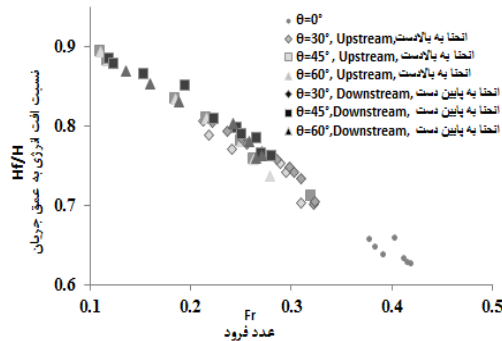 θ=0°
θ=30°, Upstream,انحنا به بالادست
θ=45°, Upstream, انحنا به بالادست
θ=60°, Upstream, انحنا به بالادست
θ=30°, Downstream, انحنا به پایین دست
θ=45°,Downstream, انحنا به پایین دست
θ=60°,Downstream, انحنا به پایین دست
نسبت افت انرژی به عمق جریان
Hf/H
0.9
0.8
0.7
0.6
0.1
0.2
0.3
0.4
0.5
Fr
عدد فرود